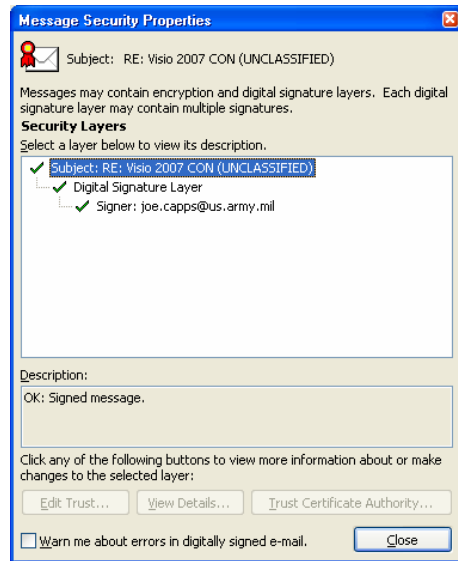 Message Security Properties
Subject: RE: Visio 2007 CON (UNCLASSIFIED)
Messages may contain encryption and digital signature layers. Each digital
signature layer may contain multiple signatures.
Security Layers
Select a layer below to view its description.
Subject: RE: Visio 2007 CON (UNCLASSIFIED)
Digital Signature Layer
Signer: joe.capps@us.army.mil
Description:
OK: Signed message.
Click any of the following buttons to view more information about or make
changes to the selected layer:
Edit Trust... View Details... Trust Certificate Authority...
Warn me about errors in digitally signed e-mail. Close